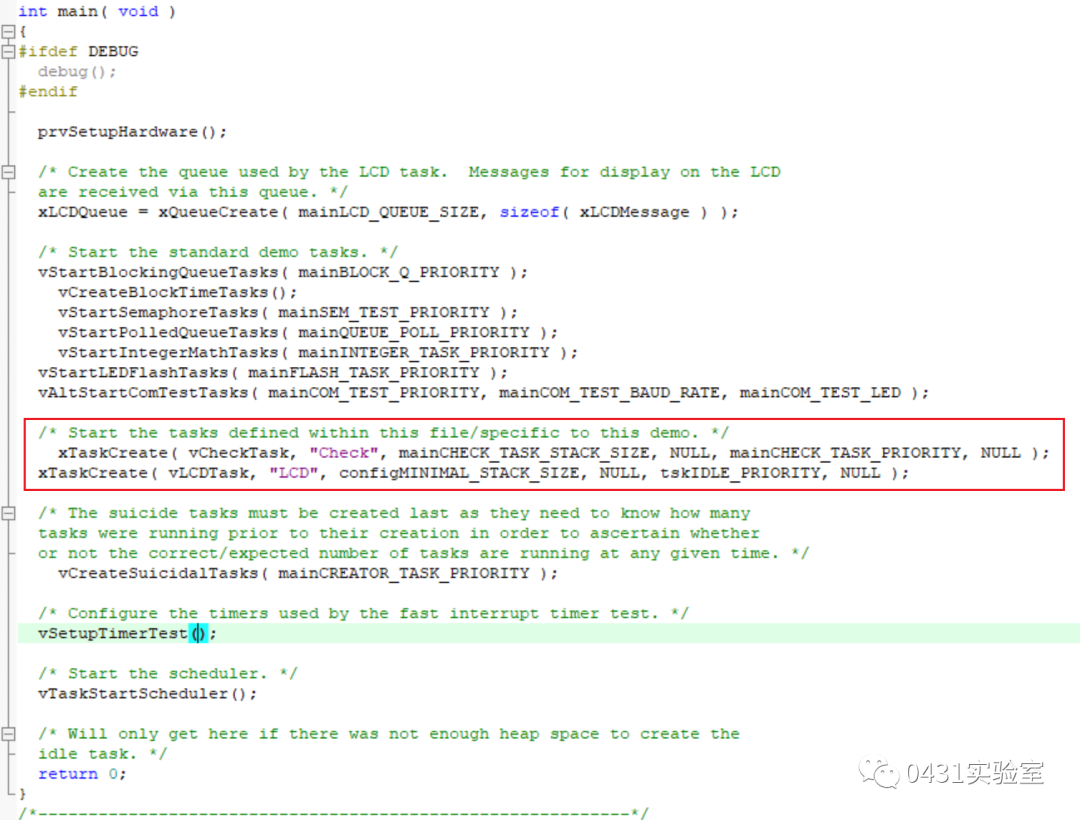 int main( void )
{
#ifdef DEBUG
  debug();
#endif

  prvSetupHardware();

  /* Create the queue used by the LCD task.  Messages for display on the LCD
  are received via this queue. */
  xLCDQueue = xQueueCreate( mainLCD_QUEUE_SIZE, sizeof( xLCDMessage ) );

  /* Start the standard demo tasks. */
  vStartBlockingQueueTasks( mainBLOCK_Q_PRIORITY );
    vCreateBlockTimeTasks();
    vStartSemaphoreTasks( mainSEM_TEST_PRIORITY );
    vStartPolledQueueTasks( mainQUEUE_POLL_PRIORITY );
    vStartIntegerMathTasks( mainINTEGER_TASK_PRIORITY );
  vStartLEDFlashTasks( mainFLASH_TASK_PRIORITY );
  vAltStartComTestTasks( mainCOM_TEST_PRIORITY, mainCOM_TEST_BAUD_RATE, mainCOM_TEST_LED );

  /* Start the tasks defined within this file/specific to this demo. */
    xTaskCreate( vCheckTask, "Check", mainCHECK_TASK_STACK_SIZE, NULL, mainCHECK_TASK_PRIORITY, NULL );
  xTaskCreate( vLCDTask, "LCD", configMINIMAL_STACK_SIZE, NULL, tskIDLE_PRIORITY, NULL );

  /* The suicide tasks must be created last as they need to know how many
  tasks were running prior to their creation in order to ascertain whether
  or not the correct/expected number of tasks are running at any given time. */
    vCreateSuicidalTasks( mainCREATOR_TASK_PRIORITY );

  /* Configure the timers used by the fast interrupt timer test. */
  vSetupTimerTest();

  /* Start the scheduler. */
  vTaskStartScheduler();

  /* Will only get here if there was not enough heap space to create the
  idle task. */
  return 0;
}
/*-----------------------------------------------------------*/
0431实验室